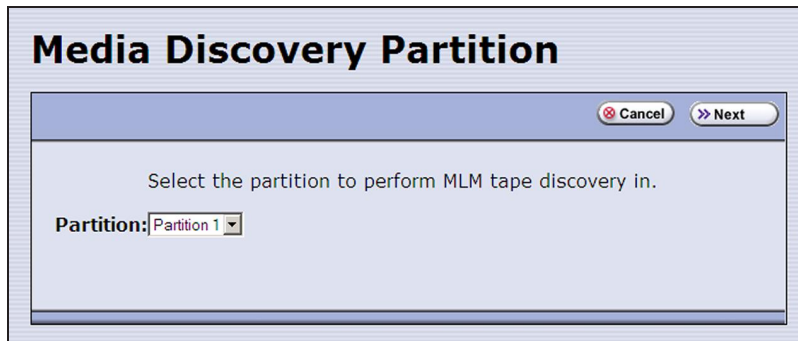 Media Discovery Partition
Cancel Next
Select the partition to perform MLM tape discovery in.
Partition: Partition 1